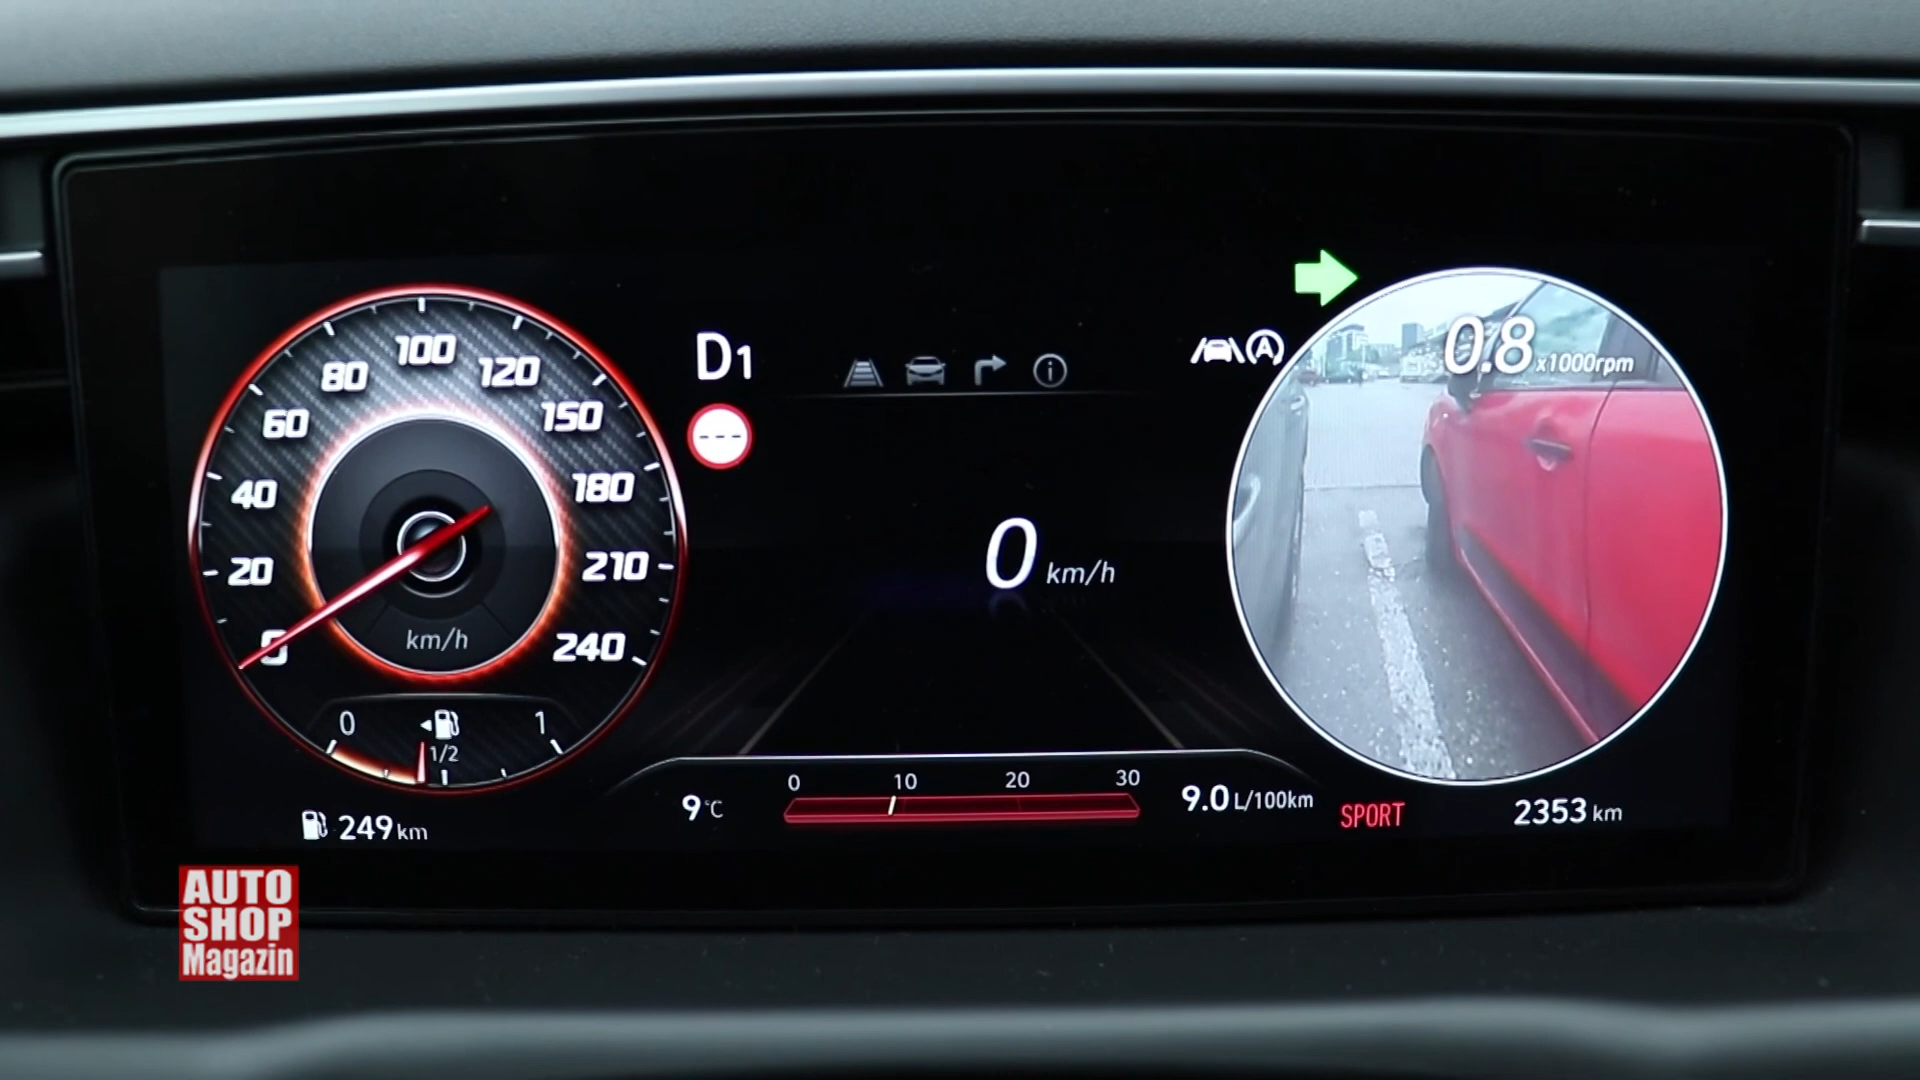 0
20
40
60
80
100
120
150
180
210
240
km/h
0
1/2
1
249 km
D1
---
0 km/h
A
i
0.8 x1000rpm
9 °C
0
10
20
30
9.0 L/100km
SPORT
2353 km
AUTO
SHOP
Magazin